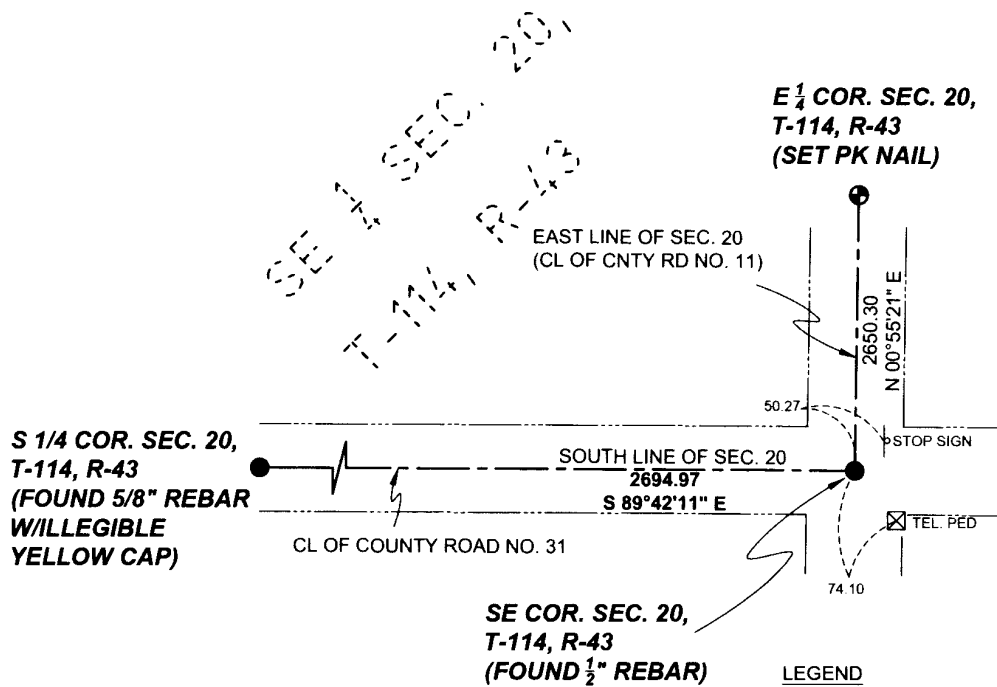 SE ¼ SEC. 20,
T-114, R-43
E 1/4 COR. SEC. 20,
T-114, R-43
(SET PK NAIL)
EAST LINE OF SEC. 20
(CL OF CNTY RD NO. 11)
2650.30
N 00°55'21" E
50.27
STOP SIGN
S 1/4 COR. SEC. 20,
T-114, R-43
(FOUND 5/8" REBAR
W/ILLEGIBLE
YELLOW CAP)
SOUTH LINE OF SEC. 20
2694.97
S 89°42'11" E
CL OF COUNTY ROAD NO. 31
TEL. PED
74.10
SE COR. SEC. 20,
T-114, R-43
(FOUND 1/2" REBAR)
LEGEND